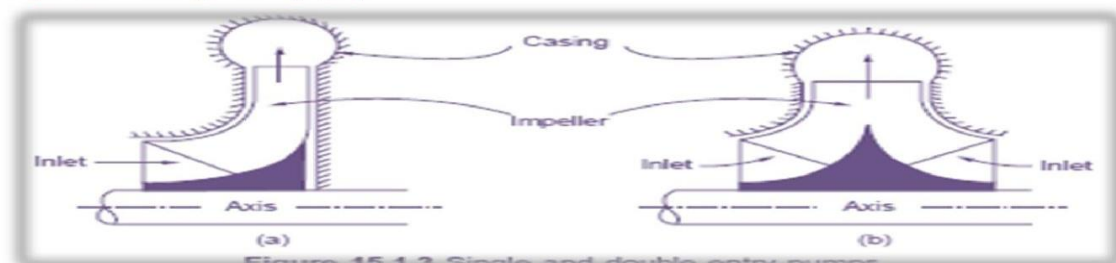 Casing
Impeller
Inlet
Inlet
Inlet
Axis
Axis
(a)
(b)
Figure 15.1.2 Single and double entry pumps